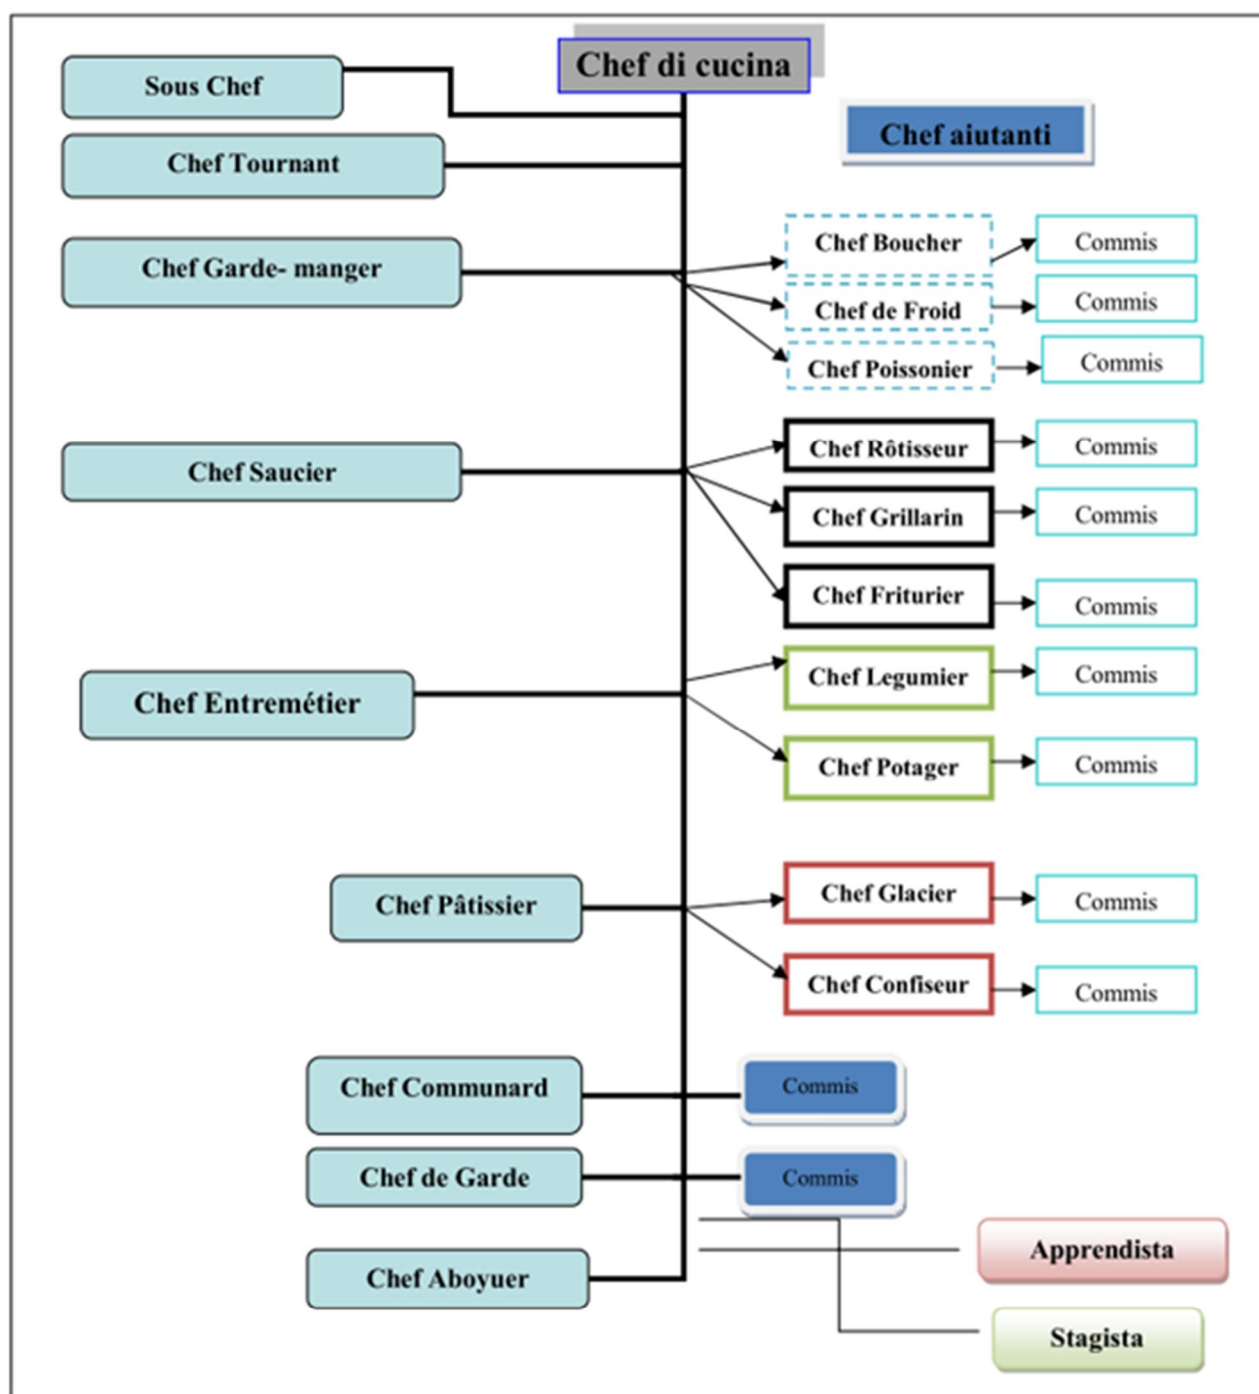 Chef di cucina
Sous Chef
Chef aiutanti
Chef Tournant
Chef Garde- manger
Chef Boucher
Commis
Chef de Froid
Commis
Chef Poissonier
Commis
Chef Saucier
Chef Rôtisseur
Commis
Chef Grillarin
Commis
Chef Friturier
Commis
Chef Entremétier
Chef Legumier
Commis
Chef Potager
Commis
Chef Pâtissier
Chef Glacier
Commis
Chef Confiseur
Commis
Chef Communard
Commis
Chef de Garde
Commis
Chef Aboyuer
Apprendista
Stagista